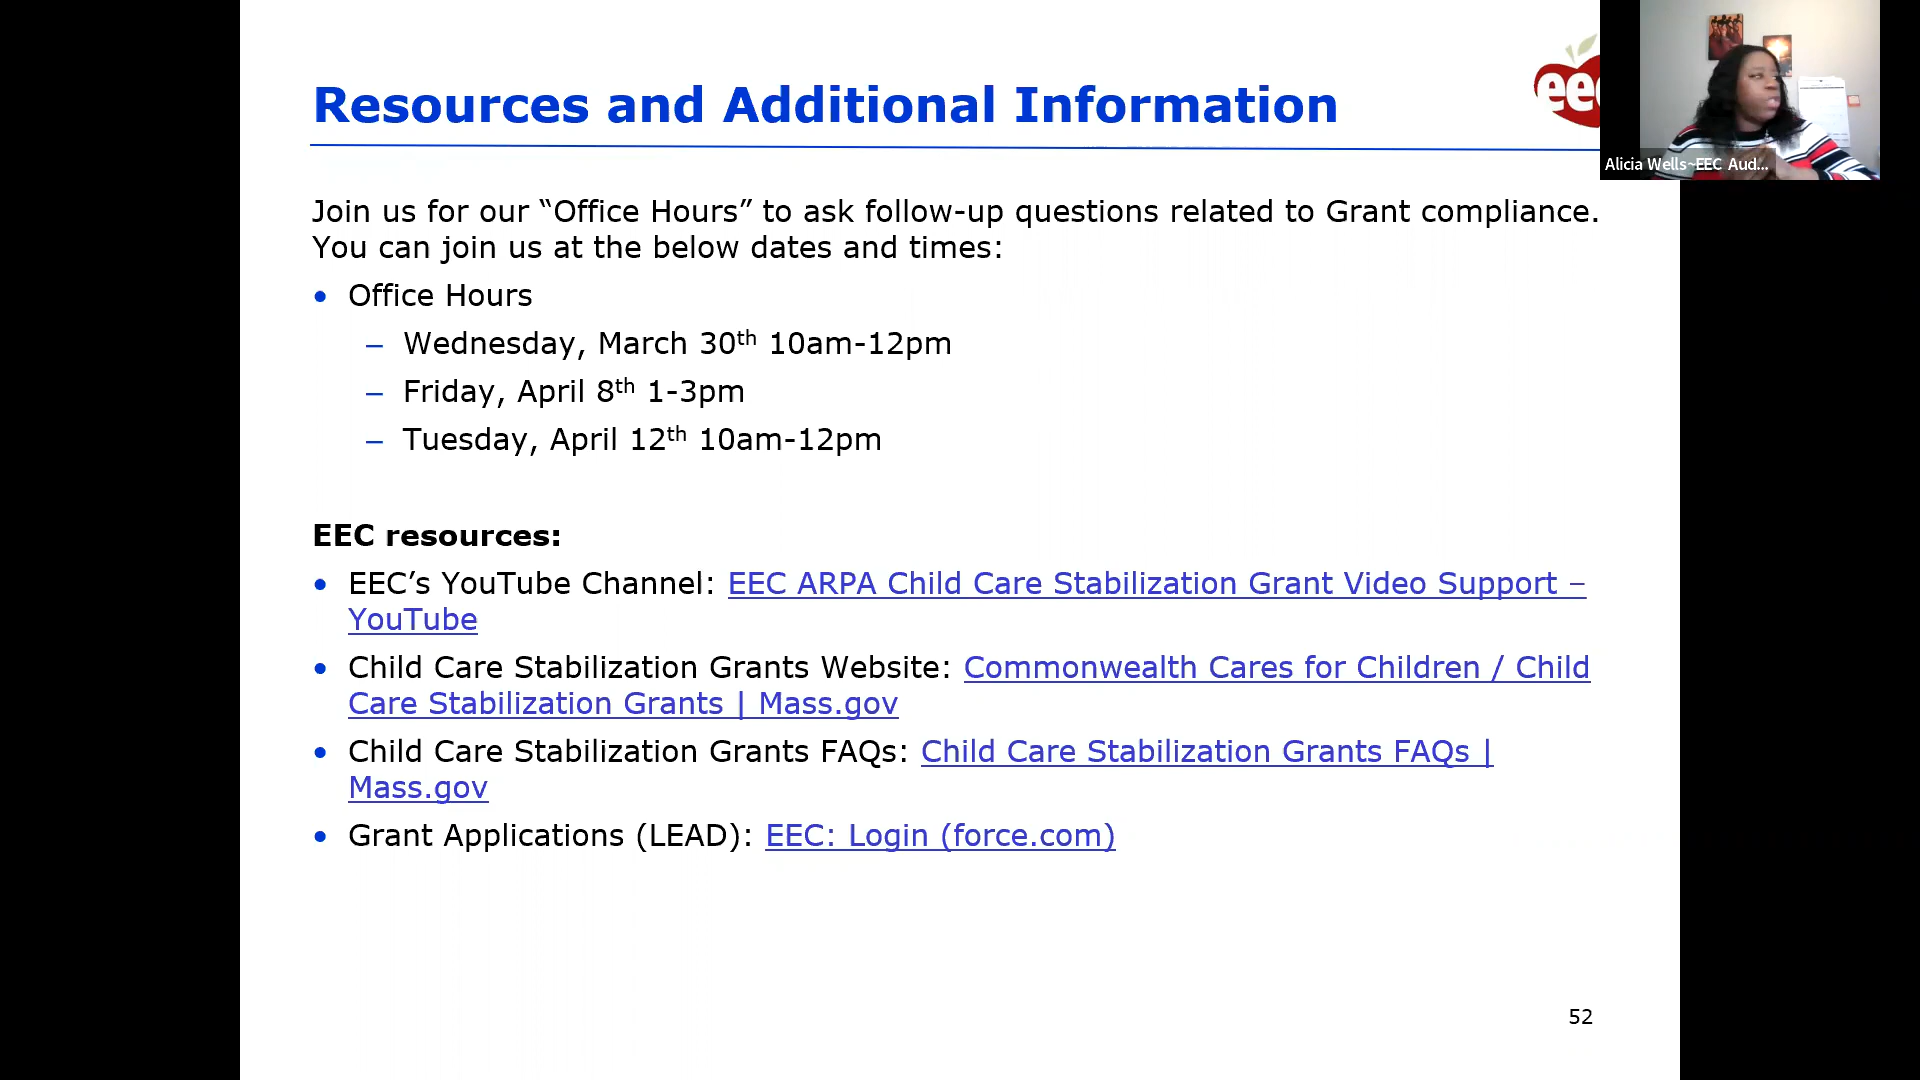 Resources and Additional Information
eec
Alicia Wells~EEC Aud...
Join us for our “Office Hours” to ask follow-up questions related to Grant compliance.
You can join us at the below dates and times:
• Office Hours
– Wednesday, March 30th 10am-12pm
– Friday, April 8th 1-3pm
– Tuesday, April 12th 10am-12pm
EEC resources:
• EEC’s YouTube Channel: EEC ARPA Child Care Stabilization Grant Video Support –
YouTube
• Child Care Stabilization Grants Website: Commonwealth Cares for Children / Child
Care Stabilization Grants | Mass.gov
• Child Care Stabilization Grants FAQs: Child Care Stabilization Grants FAQs |
Mass.gov
• Grant Applications (LEAD): EEC: Login (force.com)
52